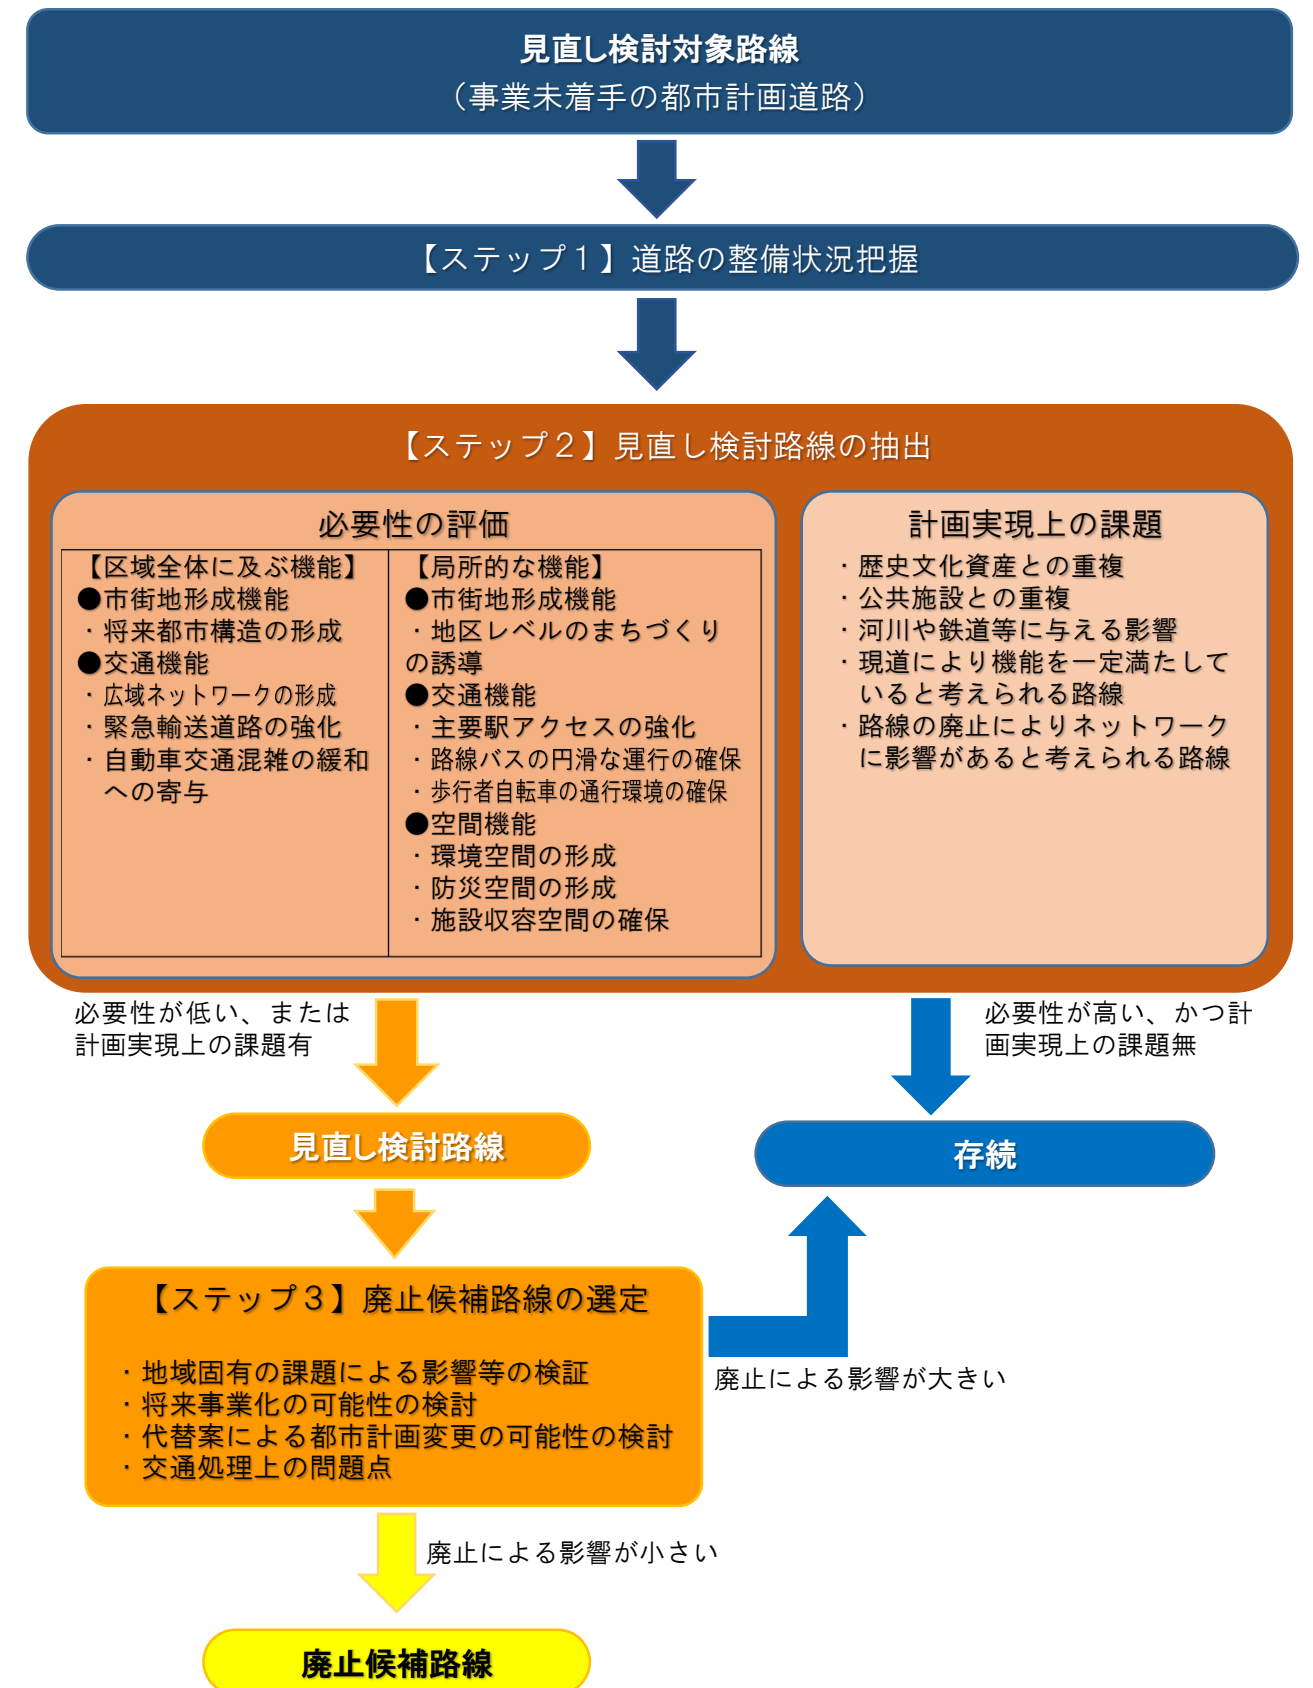 見直し検討対象路線
（事業未着手の都市計画道路）
【ステップ１】道路の整備状況把握
【ステップ２】見直し検討路線の抽出
必要性の評価
【区域全体に及ぶ機能】
●市街地形成機能
・将来都市構造の形成
●交通機能
・広域ネットワークの形成
・緊急輸送道路の強化
・自動車交通混雑の緩和
への寄与
【局所的な機能】
●市街地形成機能
・地区レベルのまちづくり
の誘導
●交通機能
・主要駅アクセスの強化
・路線バスの円滑な運行の確保
・歩行者自転車の通行環境の確保
●空間機能
・環境空間の形成
・防災空間の形成
・施設収容空間の確保
計画実現上の課題
・歴史文化資産との重複
・公共施設との重複
・河川や鉄道等に与える影響
・現道により機能を一定満たして
いると考えられる路線
・路線の廃止によりネットワーク
に影響があると考えられる路線
必要性が低い、または
計画実現上の課題有
必要性が高い、かつ計
画実現上の課題無
見直し検討路線
存続
【ステップ３】廃止候補路線の選定
・地域固有の課題による影響等の検証
・将来事業化の可能性の検討
・代替案による都市計画変更の可能性の検討
・交通処理上の問題点
廃止による影響が大きい
廃止による影響が小さい
廃止候補路線